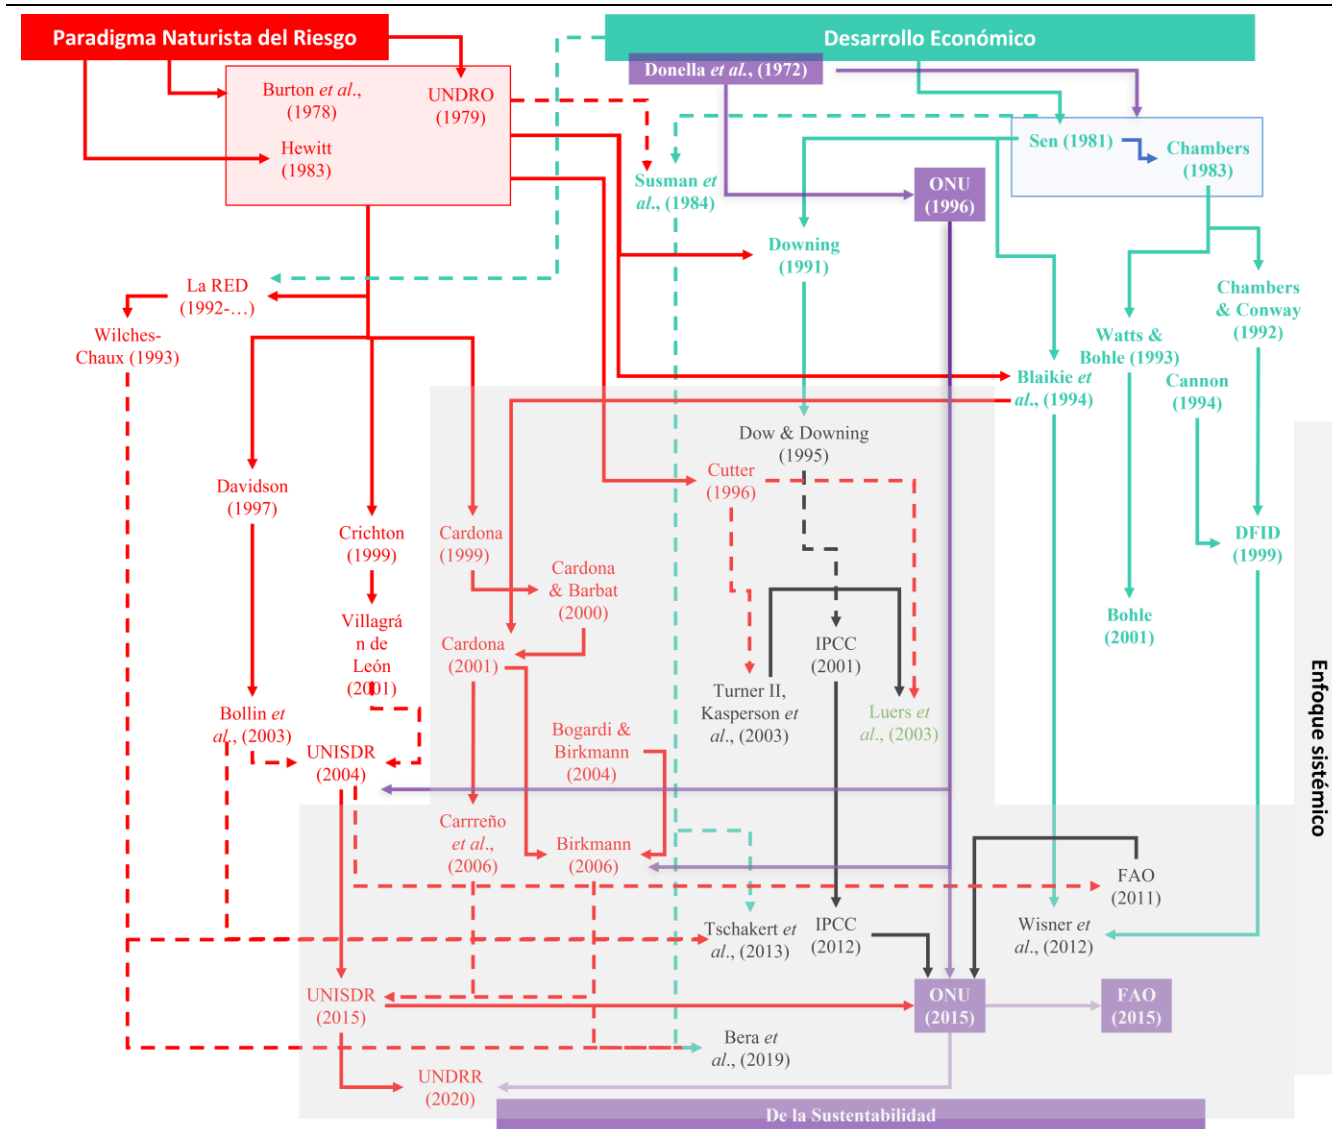 Paradigma Naturista del Riesgo
Desarrollo Económico
Donella et al., (1972)
Burton et al.,
(1978)
UNDRO
(1979)
Hewitt
(1983)
Sen (1981)
Chambers
(1983)
Susman et
al., (1984)
ONU
(1996)
Downing
(1991)
La RED
(1992-…)
Chambers
& Conway
(1992)
Wilches-
Chaux (1993)
Watts &
Bohle (1993)
Blaikie et
al., (1994)
Cannon
(1994)
Dow & Downing
(1995)
Cutter
(1996)
Davidson
(1997)
Crichton
(1999)
Cardona
(1999)
DFID
(1999)
Cardona
& Barbat
(2000)
Villagrá
n de
León
(2001)
Cardona
(2001)
IPCC
(2001)
Bohle
(2001)
Turner II,
Kasperson et
al., (2003)
Luers et
al., (2003)
Bollin et
al., (2003)
UNISDR
(2004)
Bogardi &
Birkmann
(2004)
Enfoque sistémico
Carrreño
et al.,
(2006)
Birkmann
(2006)
FAO
(2011)
Tschakert et
al., (2013)
IPCC
(2012)
Wisner et
al., (2012)
UNISDR
(2015)
ONU
(2015)
FAO
(2015)
Bera et
al., (2019)
UNDRR
(2020)
De la Sustentabilidad